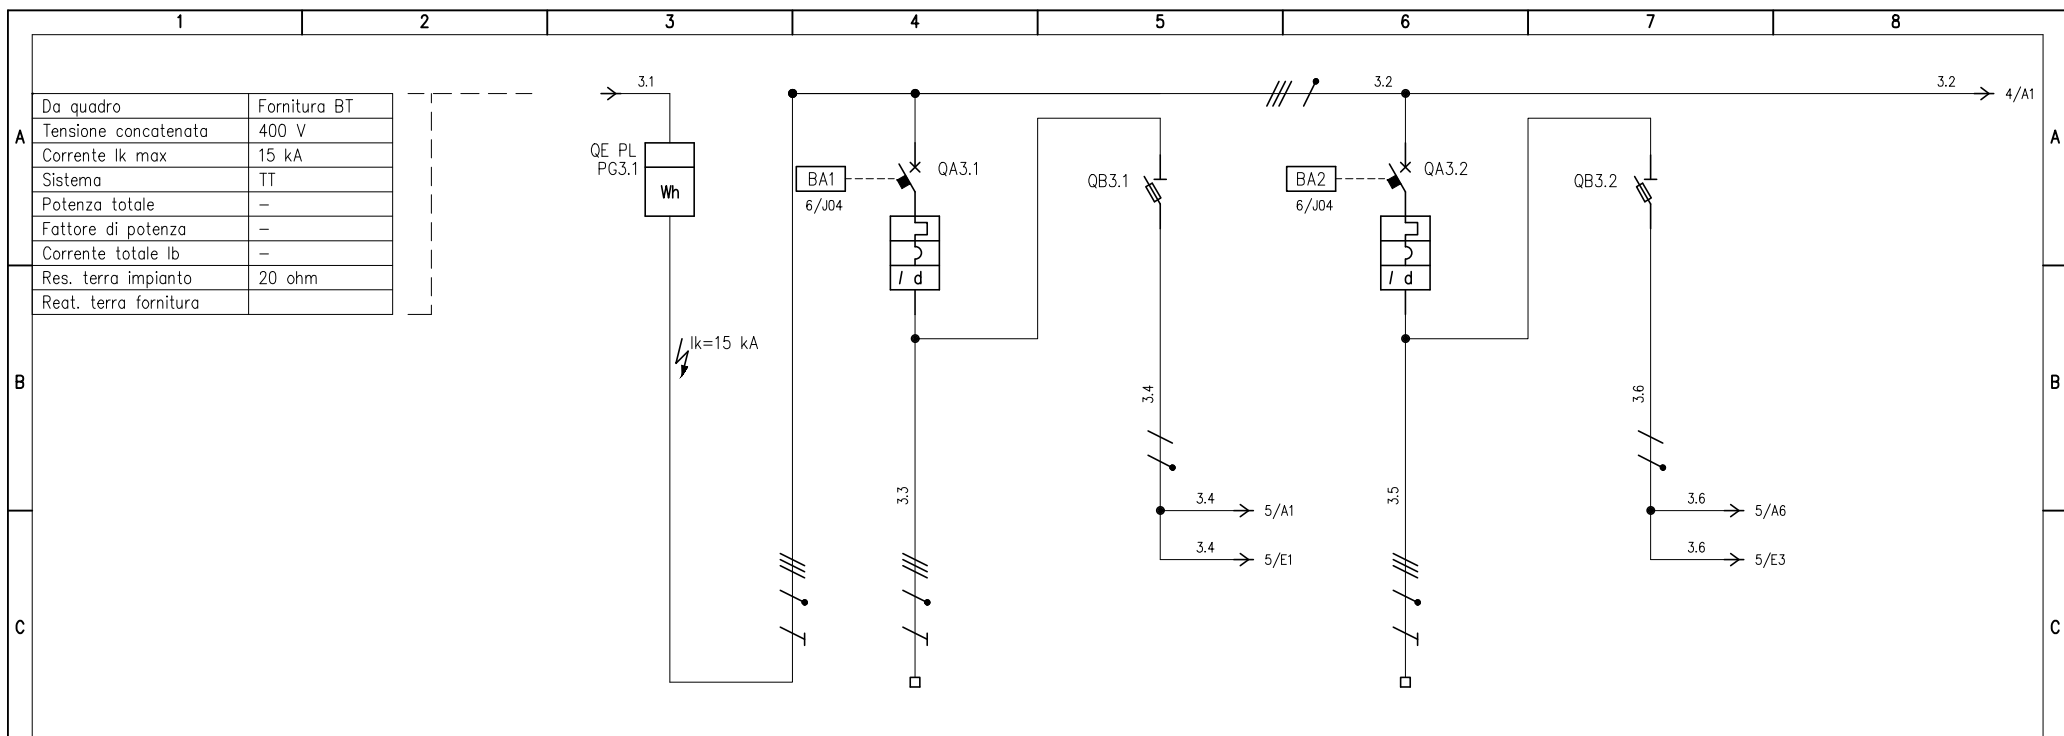 1 2 3 4 5 6 7 8
A A
B B
C C
Da quadro Fornitura BT
Tensione concatenata 400 V
Corrente Ik max 15 kA
Sistema TT
Potenza totale –
Fattore di potenza –
Corrente totale Ib –
Res. terra impianto 20 ohm
Reat. terra fornitura
3.1
QE PL
PG3.1
Wh
Ik=15 kA
BA1
6/J04
QA3.1
I d
3.3
QB3.1
3.4
3.4 5/A1
3.4 5/E1
3.2
BA2
6/J04
QA3.2
I d
3.5
QB3.2
3.6
3.6 5/A6
3.6 5/E3
3.2 4/A1